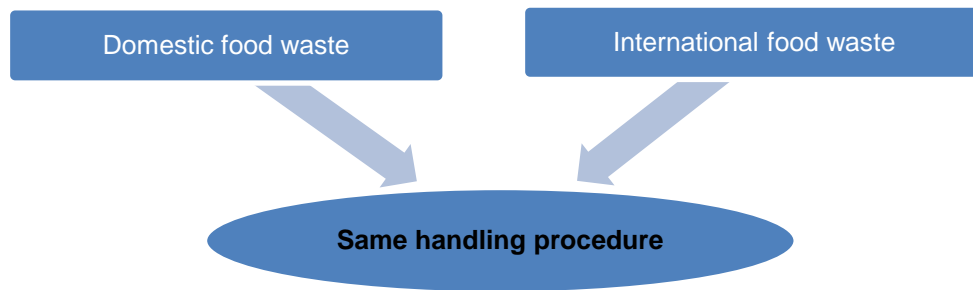 Domestic food waste
International food waste
Same handling procedure